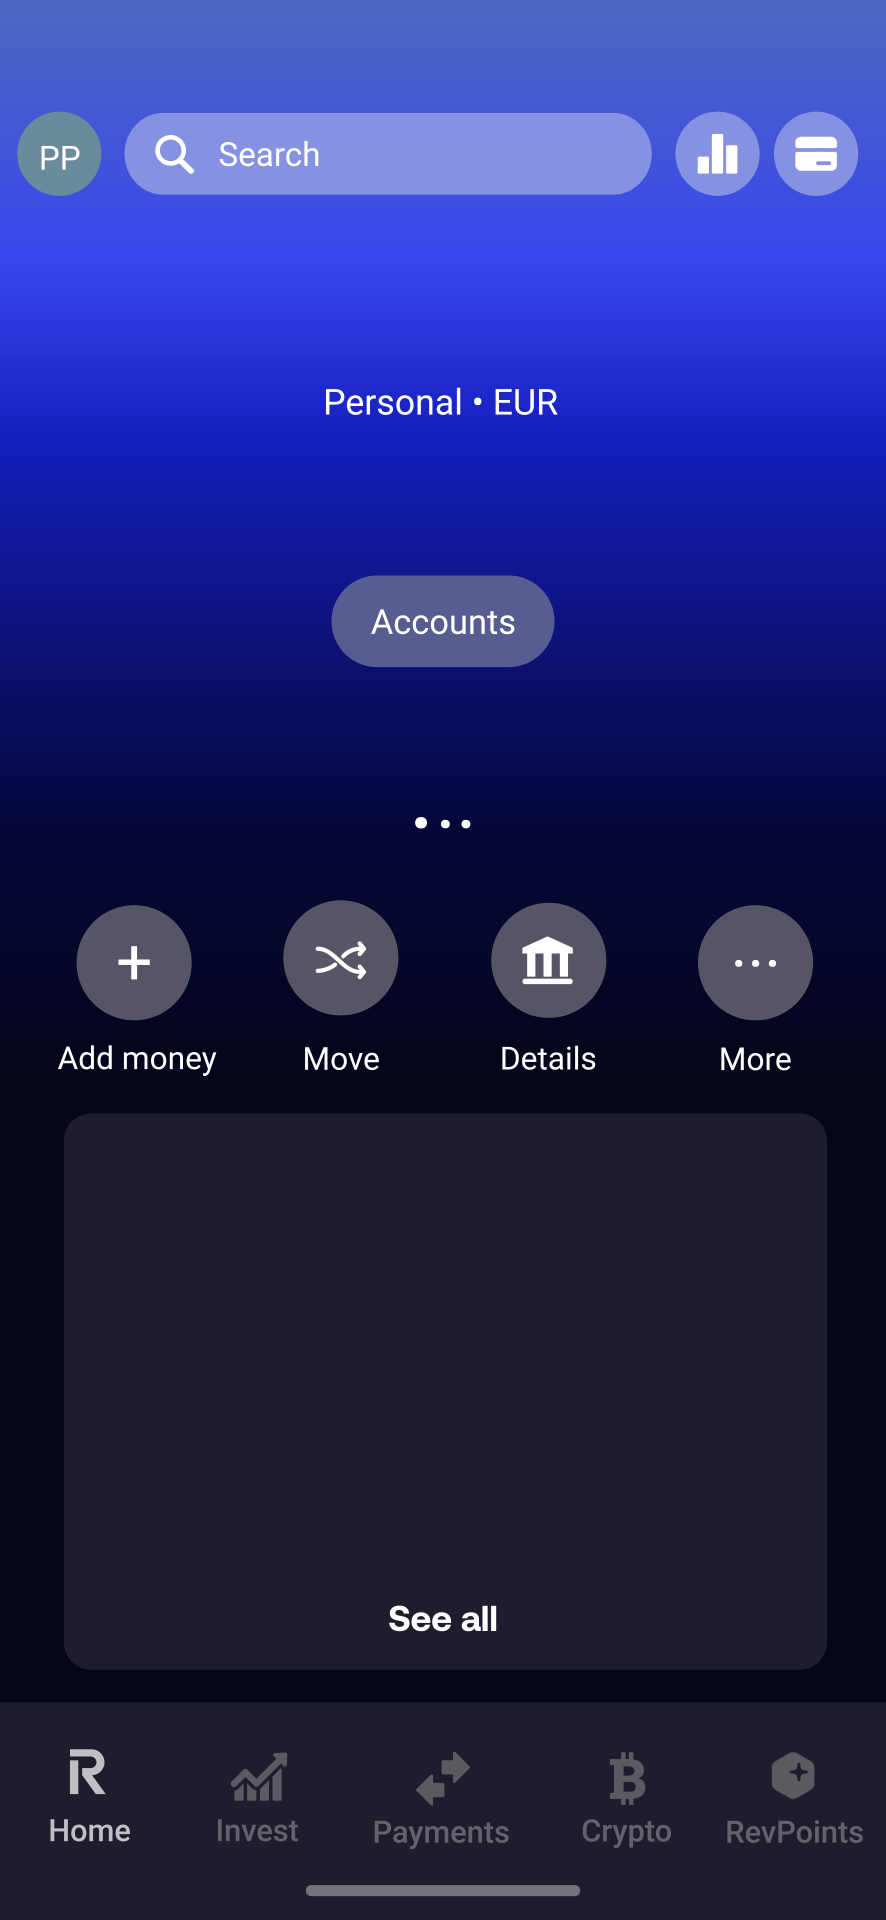 PP
Search
Personal • EUR
Accounts
Add money
Move
Details
More
See all
Home
Invest
Payments
Crypto
RevPoints